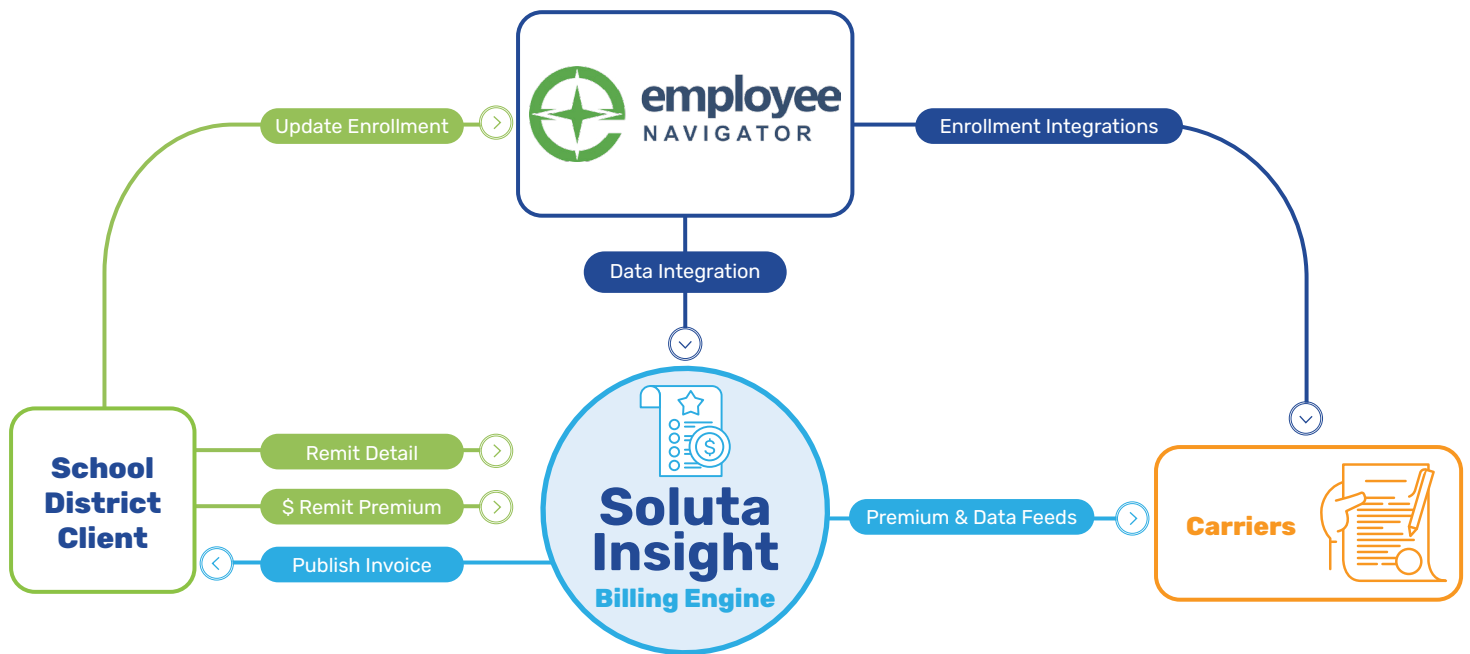 employee
NAVIGATOR
Update Enrollment
Enrollment Integrations
Data Integration
School
District
Client
Remit Detail
$ Remit Premium
Publish Invoice
$
Soluta
Insight
Billing Engine
Premium & Data Feeds
Carriers